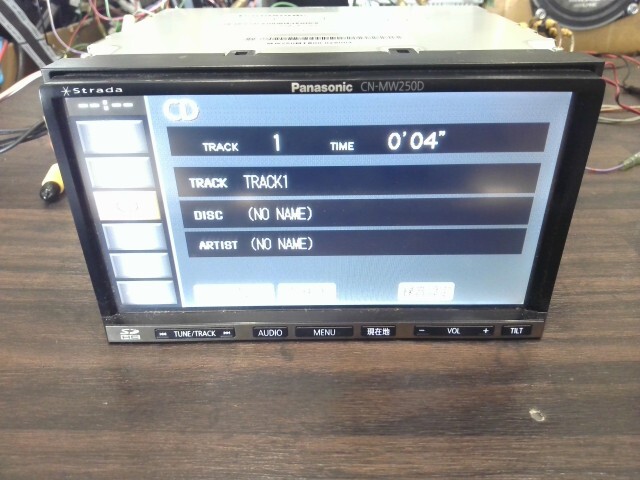 Strada
Panasonic CN-MW250D
CD
TRACK 1 TIME 0'04"
TRACK TRACK1
DISC (NO NAME)
ARTIST (NO NAME)
SD HC
TUNE/TRACK AUDIO MENU 現在地 - VOL + TILT